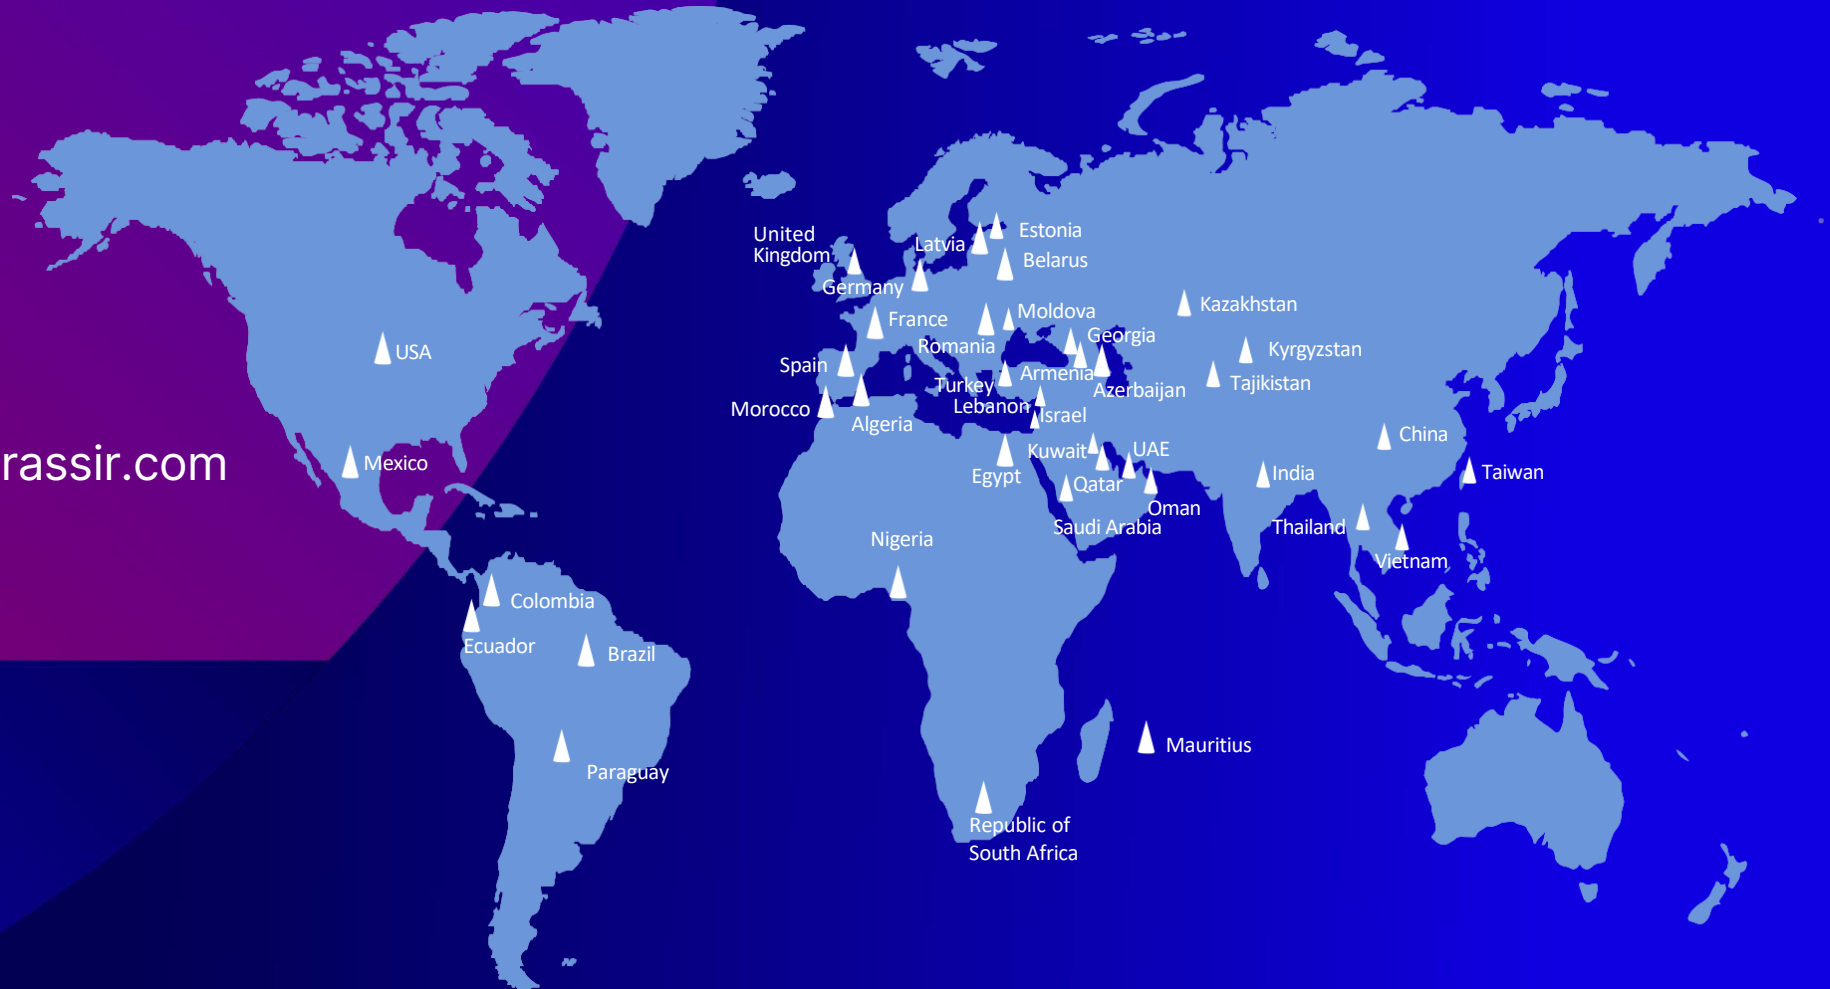 United
Kingdom
Latvia
Estonia
Belarus
Germany
France
Moldova
Kazakhstan
Romania
Georgia
USA
Spain
Kyrgyzstan
Turkey
Armenia
Azerbaijan
Tajikistan
Morocco
Lebanon
Israel
Algeria
China
rassir.com
Mexico
Egypt
Kuwait
UAE
India
Taiwan
Qatar
Oman
Saudi Arabia
Thailand
Nigeria
Vietnam
Colombia
Ecuador
Brazil
Mauritius
Paraguay
Republic of
South Africa